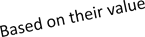 Based on their value